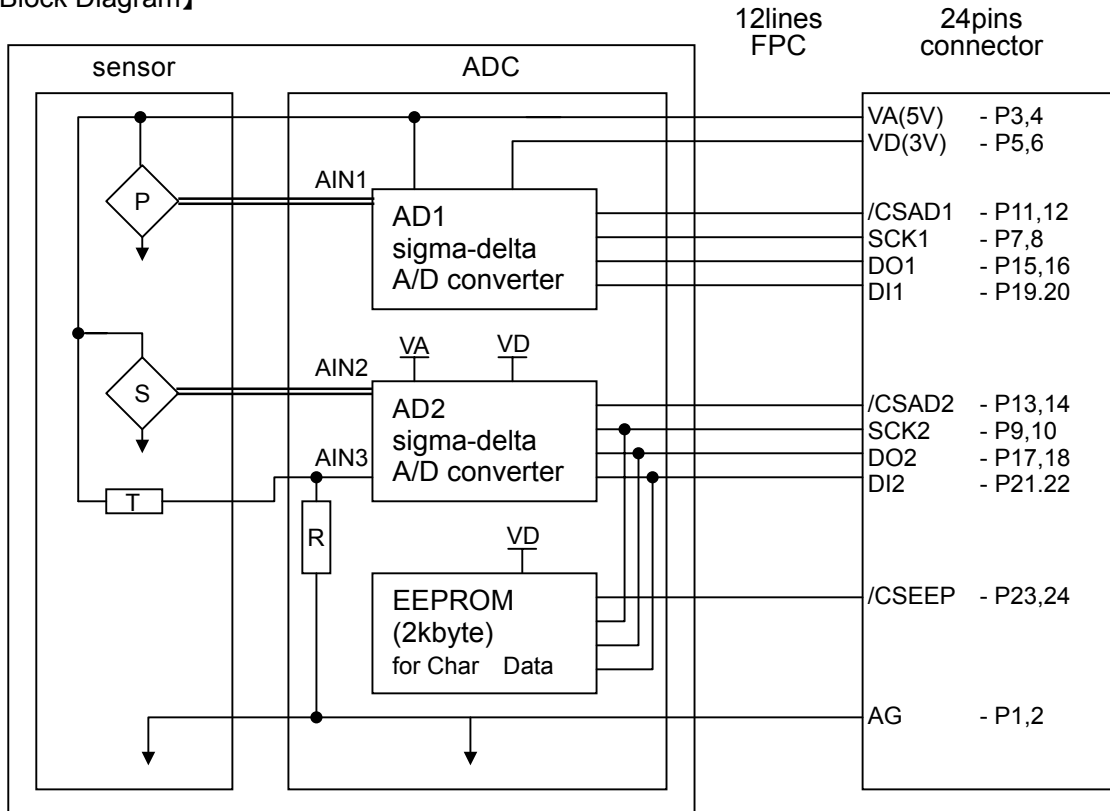 Block Diagram】
12lines
FPC
24pins
connector
sensor
ADC
VA(5V) - P3,4
VD(3V) - P5,6
P
AIN1
AD1
sigma-delta
A/D converter
/CSAD1 - P11,12
SCK1 - P7,8
DO1 - P15,16
DI1 - P19.20
VA
VD
S
AIN2
AD2
sigma-delta
A/D converter
AIN3
/CSAD2 - P13,14
SCK2 - P9,10
DO2 - P17,18
DI2 - P21.22
T
R
VD
EEPROM
(2kbyte)
for Char Data
/CSEEP - P23,24
AG - P1,2